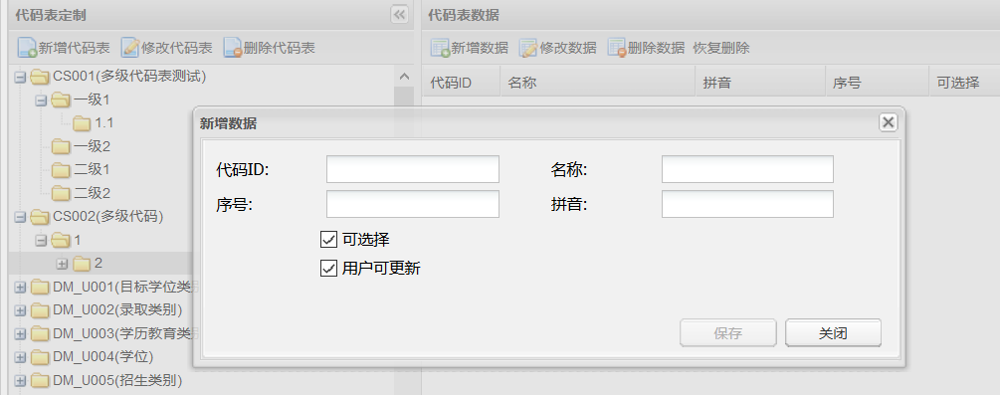 代码表定制
代码表数据
新增代码表 修改代码表 删除代码表
新增数据 修改数据 删除数据 恢复删除
代码ID 名称 拼音 序号 可选择
CS001(多级代码表测试)
一级1
1.1
一级2
二级1
二级2
CS002(多级代码)
1
2
DM_U001(目标学位类别
DM_U002(录取类别)
DM_U003(学历教育类别
DM_U004(学位)
DM_U005(招生类别)
新增数据
代码ID: 名称:
序号: 拼音:
可选择
用户可更新
保存 关闭